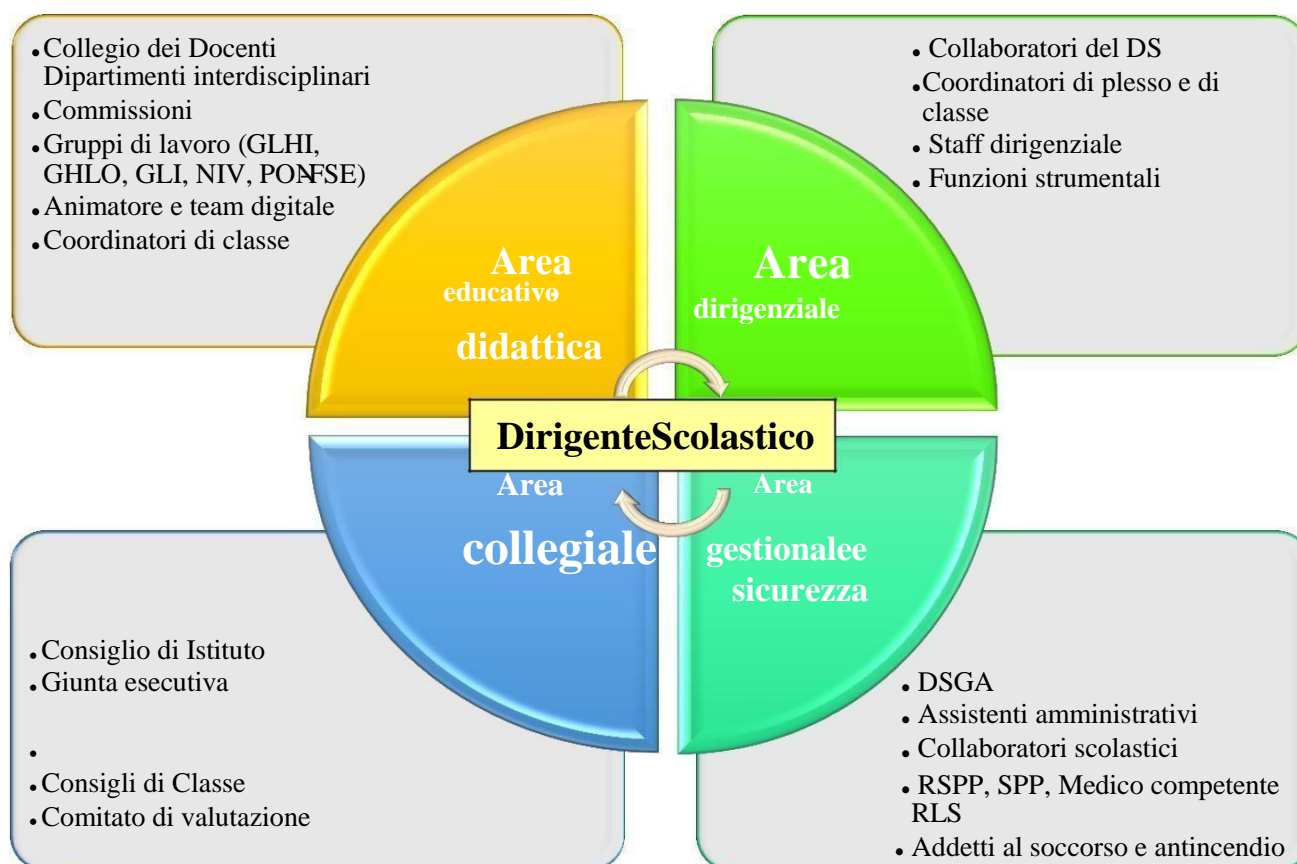 • Collegio dei Docenti
Dipartimenti interdisciplinari
• Commissioni
• Gruppi di lavoro (GLHI,
GHLO, GLI, NIV, PON-FSE)
• Animatore e team digitale
• Coordinatori di classe
• Collaboratori del DS
• Coordinatori di plesso e di
classe
• Staff dirigenziale
• Funzioni strumentali
Area
educativo-
didattica
Area
dirigenziale
DirigenteScolastico
Area
collegiale
Area
gestionalee
sicurezza
• Consiglio di Istituto
• Giunta esecutiva
•
• Consigli di Classe
• Comitato di valutazione
• DSGA
• Assistenti amministrativi
• Collaboratori scolastici
• RSPP, SPP, Medico competente
RLS
• Addetti al soccorso e antincendio